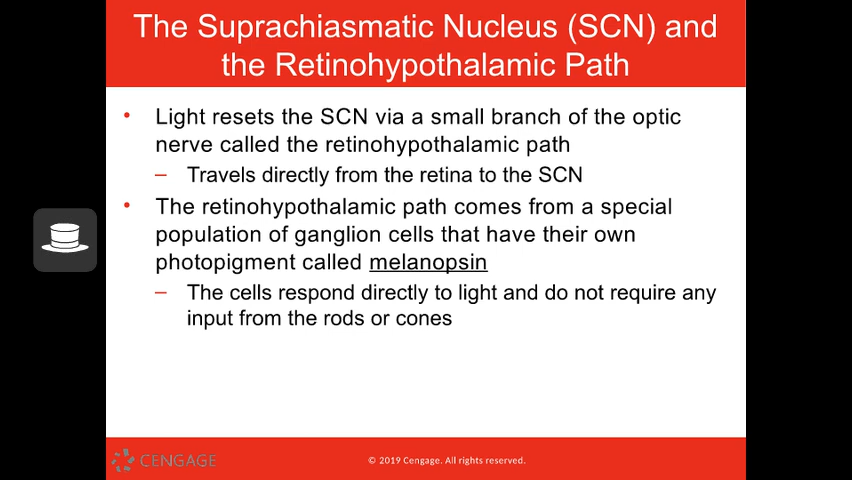 The Suprachiasmatic Nucleus (SCN) and
the Retinohypothalamic Path
• Light resets the SCN via a small branch of the optic
nerve called the retinohypothalamic path
– Travels directly from the retina to the SCN
• The retinohypothalamic path comes from a special
population of ganglion cells that have their own
photopigment called melanopsin
– The cells respond directly to light and do not require any
input from the rods or cones
CENGAGE
© 2019 Cengage. All rights reserved.